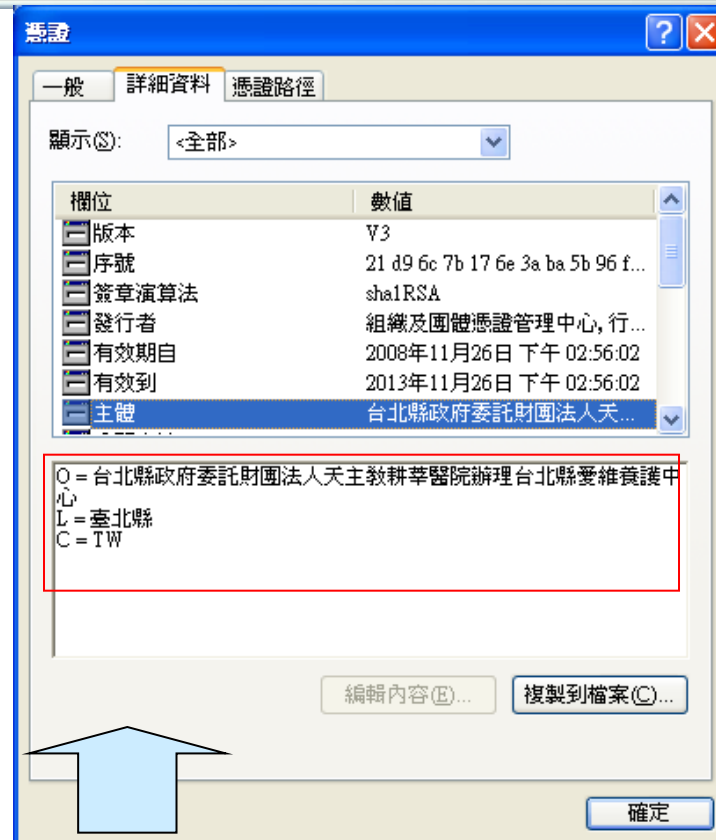 憑證
一般 詳細資料 憑證路徑
顯示(S): <全部>
欄位 數值
版本 V3
序號 21 d9 6c 7b 17 6e 3a ba 5b 96 f...
簽章演算法 sha1RSA
發行者 組織及團體憑證管理中心, 行...
有效期自 2008年11月26日 下午 02:56:02
有效到 2013年11月26日 下午 02:56:02
主體 台北縣政府委託財團法人天...
O = 台北縣政府委託財團法人天主教耕莘醫院辦理台北縣愛維養護中
心
L = 臺北縣
C = TW
編輯內容(E)... 複製到檔案(C)...
確定